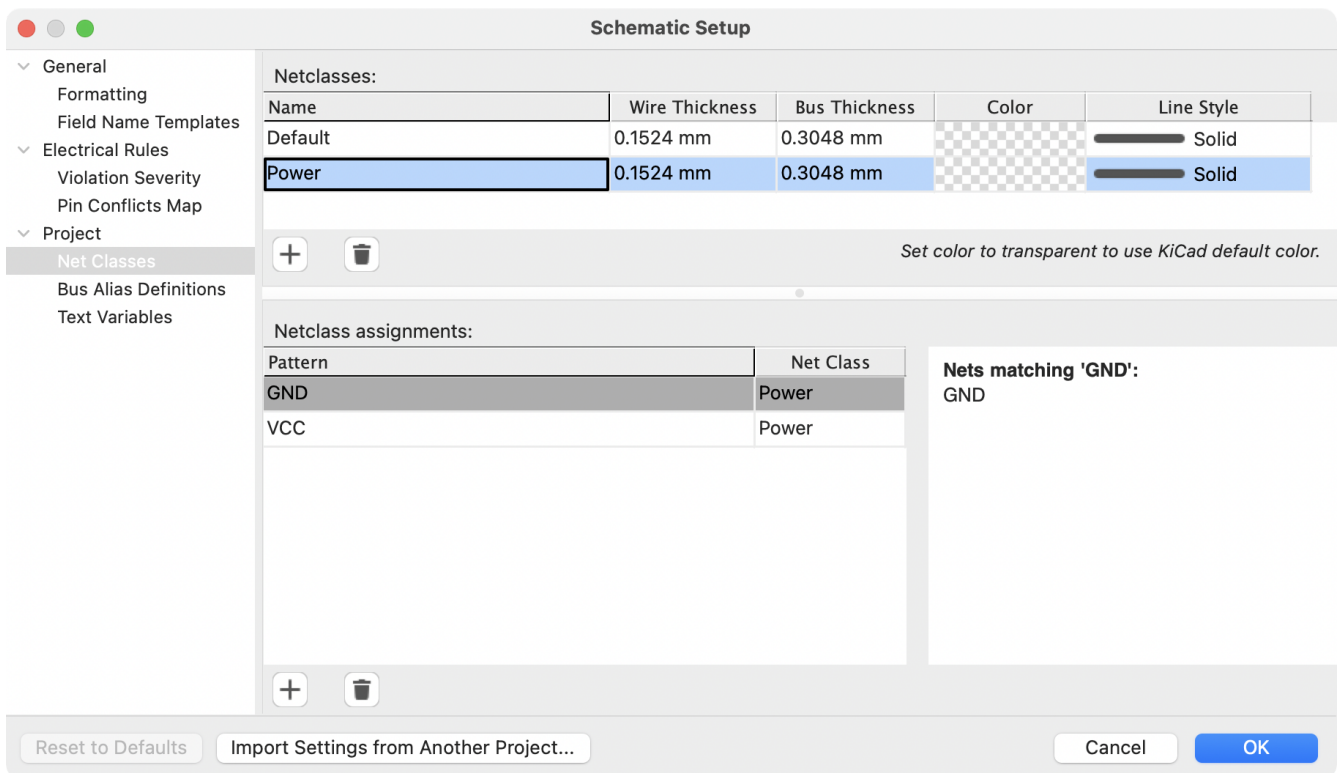 Schematic Setup
General
Formatting
Field Name Templates
Electrical Rules
Violation Severity
Pin Conflicts Map
Project
Net Classes
Bus Alias Definitions
Text Variables
Netclasses:
Name Wire Thickness Bus Thickness Color Line Style
Default 0.1524 mm 0.3048 mm Solid
Power 0.1524 mm 0.3048 mm Solid
Set color to transparent to use KiCad default color.
Netclass assignments:
Pattern Net Class
GND Power
VCC Power
Nets matching 'GND':
GND
Reset to Defaults Import Settings from Another Project... Cancel OK